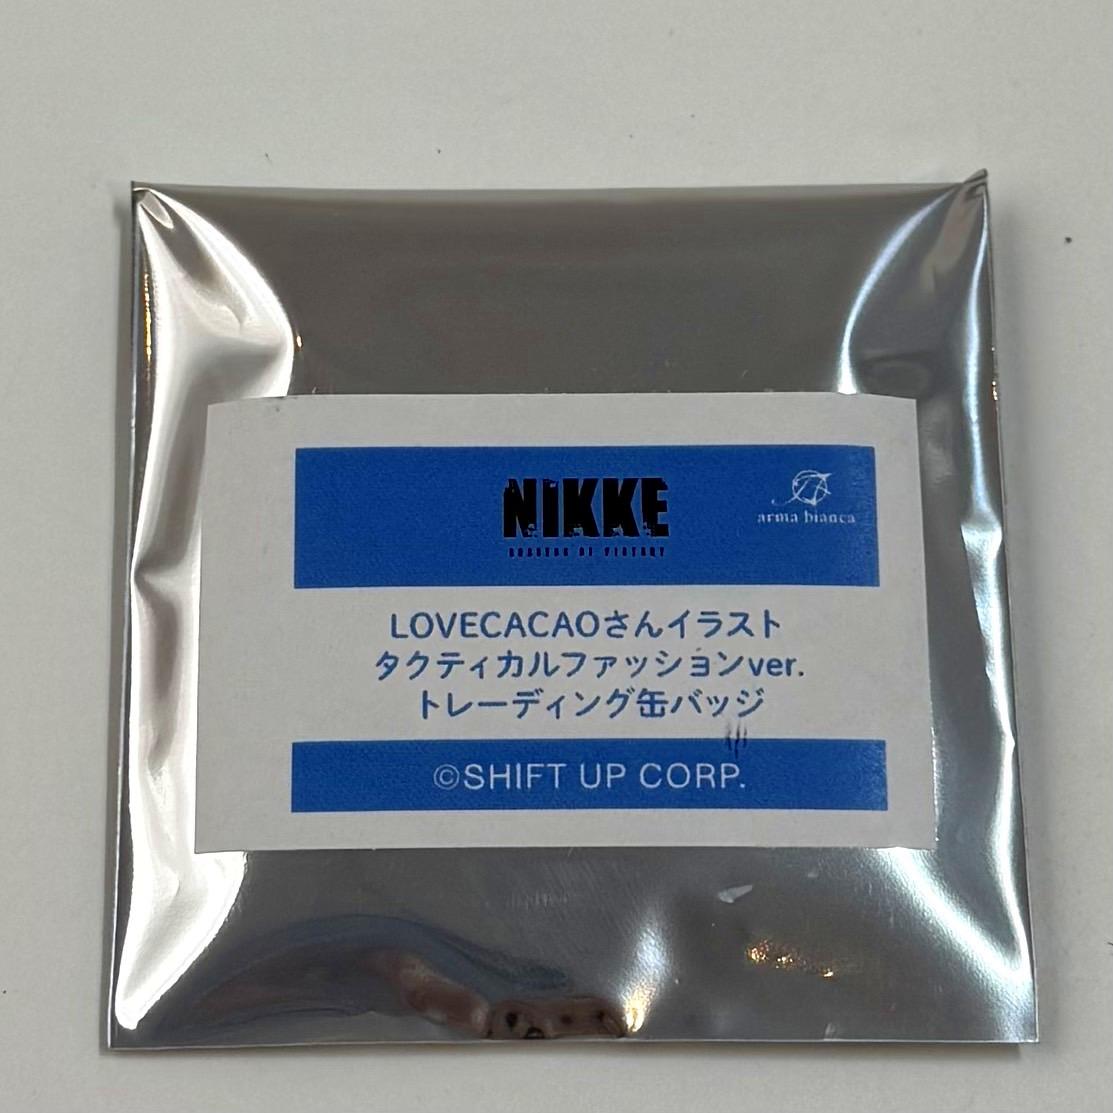 NIKKE
arma bianca
LOVECACAOさんイラスト
タクティカルファッションver.
トレーディング缶バッジ
©SHIFT UP CORP.